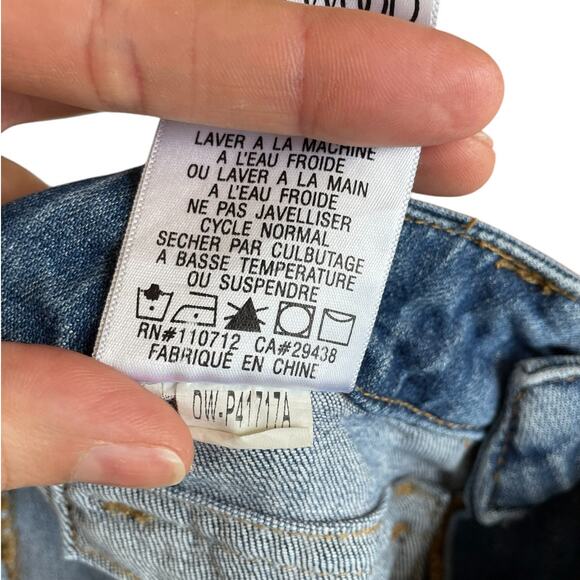 LAVER A LA MACHINE
A L'EAU FROIDE
OU LAVER A LA MAIN
A L'EAU FROIDE
NE PAS JAVELLISER
CYCLE NORMAL
SECHER PAR CULBUTAGE
A BASSE TEMPERATURE
OU SUSPENDRE
RN#110712 CA#29438
FABRIQUÉ EN CHINE
DW-P41717A